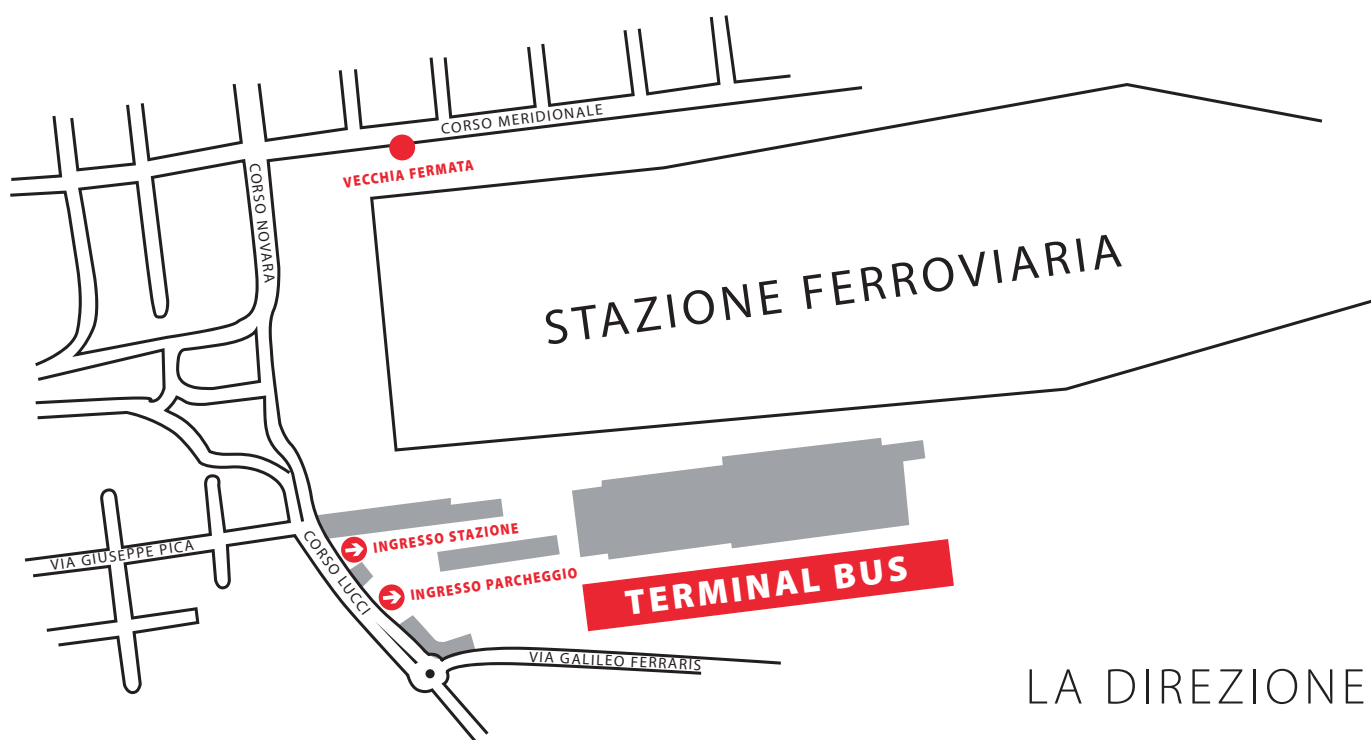 CORSO MERIDIONALE
VECCHIA FERMATA
CORSO NOVARA
STAZIONE FERROVIARIA
INGRESSO STAZIONE
VIA GIUSEPPE PICA
CORSO LUCCI
INGRESSO PARCHEGGIO
TERMINAL BUS
VIA GALILEO FERRARIS
LA DIREZIONE